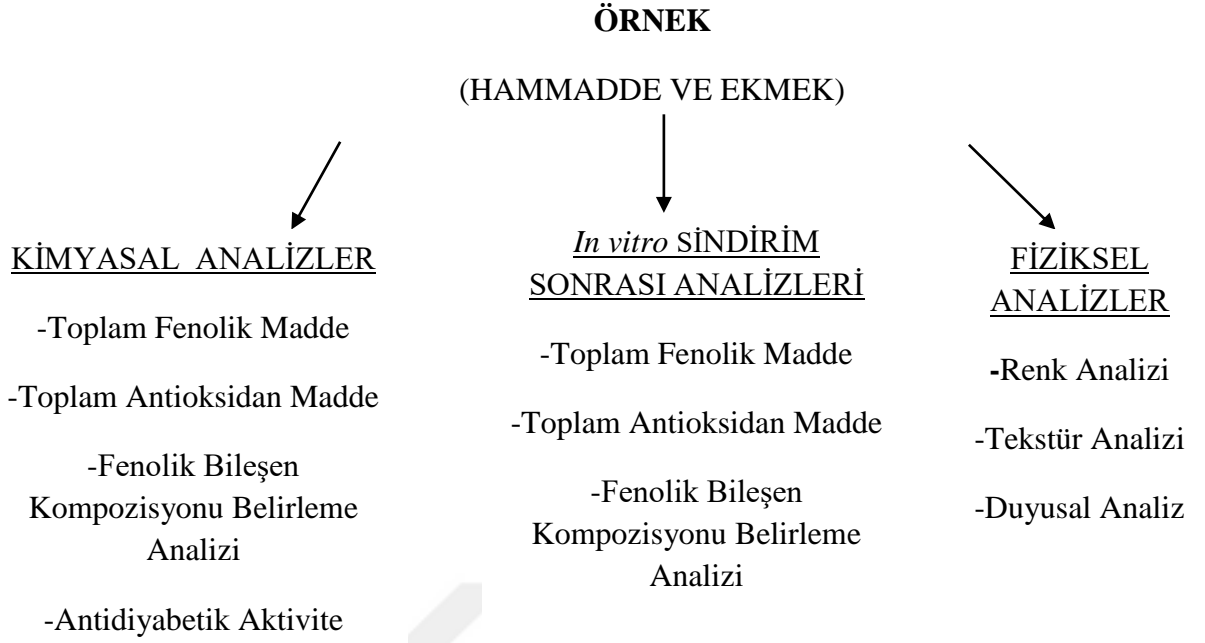 ÖRNEK
(HAMMADDE VE EKMEK)
KİMYASAL ANALİZLER
-Toplam Fenolik Madde
-Toplam Antioksidan Madde
-Fenolik Bileşen
Kompozisyonu Belirleme
Analizi
-Antidiyabetik Aktivite
In vitro SİNDİRİM
SONRASI ANALİZLERİ
-Toplam Fenolik Madde
-Toplam Antioksidan Madde
-Fenolik Bileşen
Kompozisyonu Belirleme
Analizi
FİZİKSEL
ANALİZLER
-Renk Analizi
-Tekstür Analizi
-Duyusal Analiz